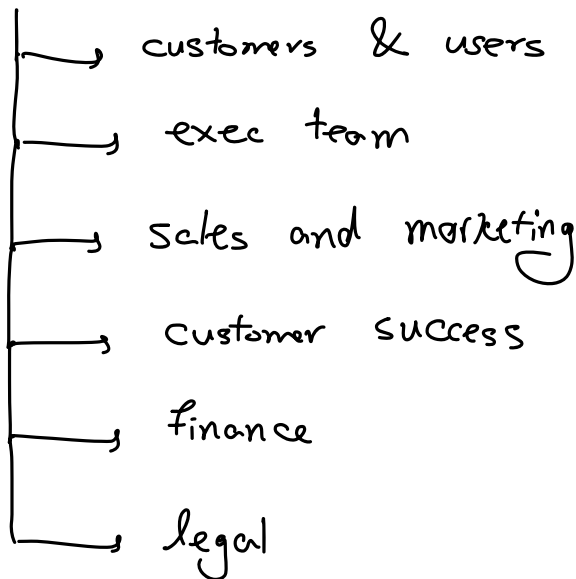 customers & users
exec team
sales and marketing
customer success
finance
legal